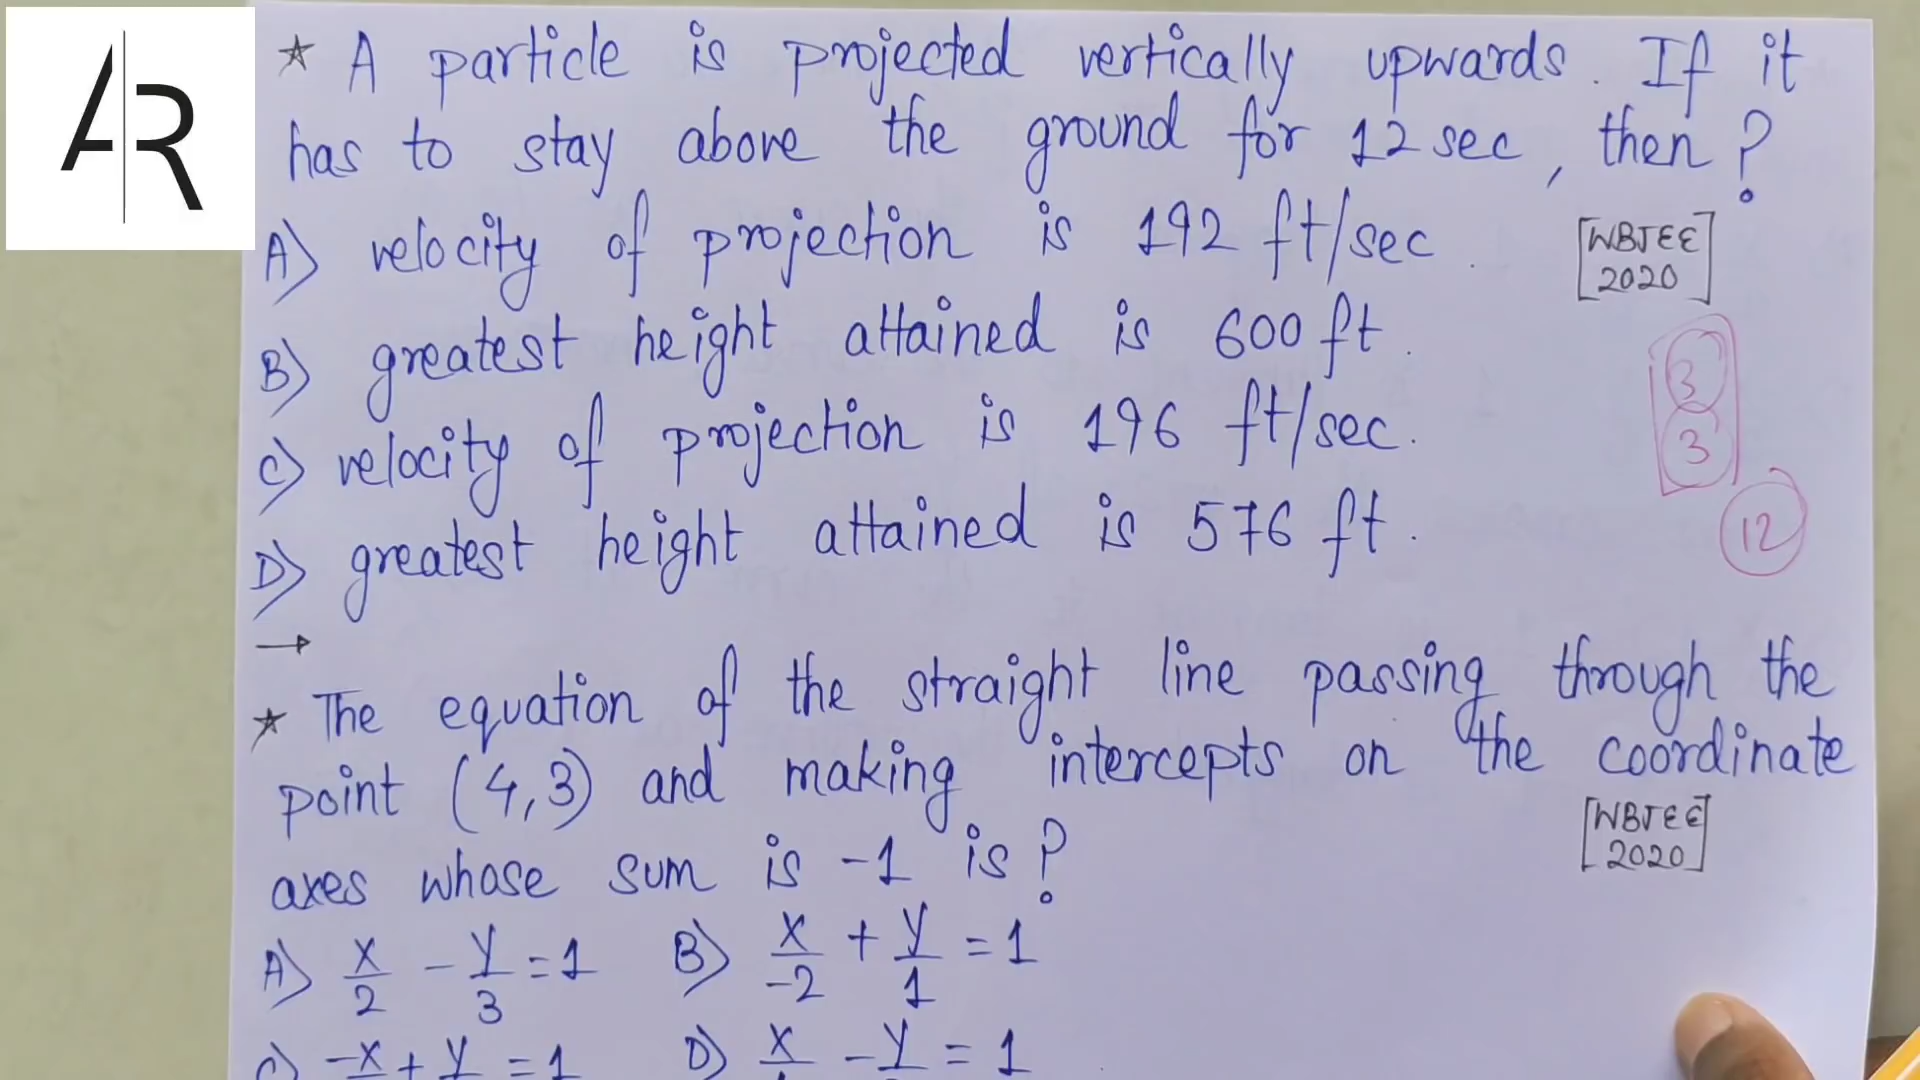 AR
★ A particle is projected vertically upwards. If it
has to stay above the ground for 12 sec, then ?
A) velocity of projection is 192 ft/sec.
[WBJEE
2020]
B) greatest height attained is 600 ft.
3
C) velocity of projection is 196 ft/sec.
3
D) greatest height attained is 576 ft.
12
→
★ The equation of the straight line passing through the
point (4,3) and making intercepts on the coordinate
axes whose sum is -1 is ?
[WBJEE
2020]
A) x/2 - y/3 = 1 B) x/-2 + y/1 = 1
C) -x + y = 1 D) x - y = 1